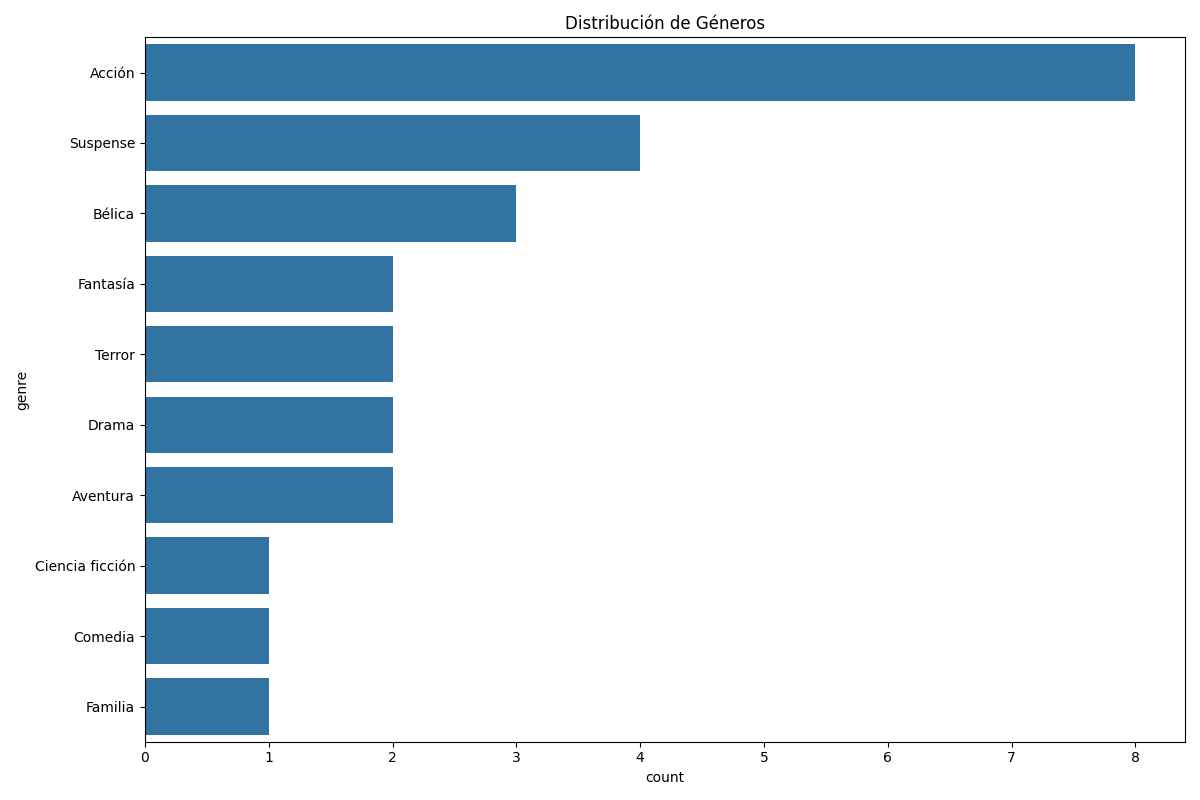 Distribución de Géneros
Acción
Suspense
Bélica
Fantasía
Terror
Drama
Aventura
Ciencia ficción
Comedia
Familia
genre
0 1 2 3 4 5 6 7 8
count